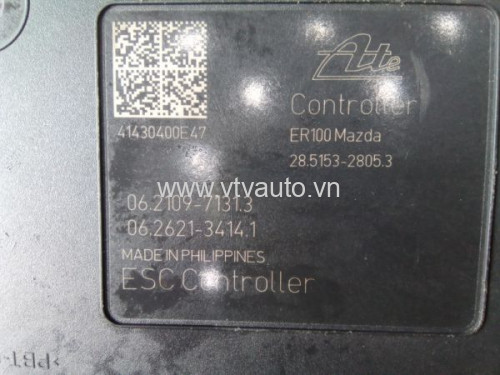 Ate
Controller
41430400E47
ER100 Mazda
28.5153-2805.3
www.vtvauto.vn
06.2109-7131.3
06.2621-3414.1
MADE IN PHILIPPINES
ESC Controller
>PBT-